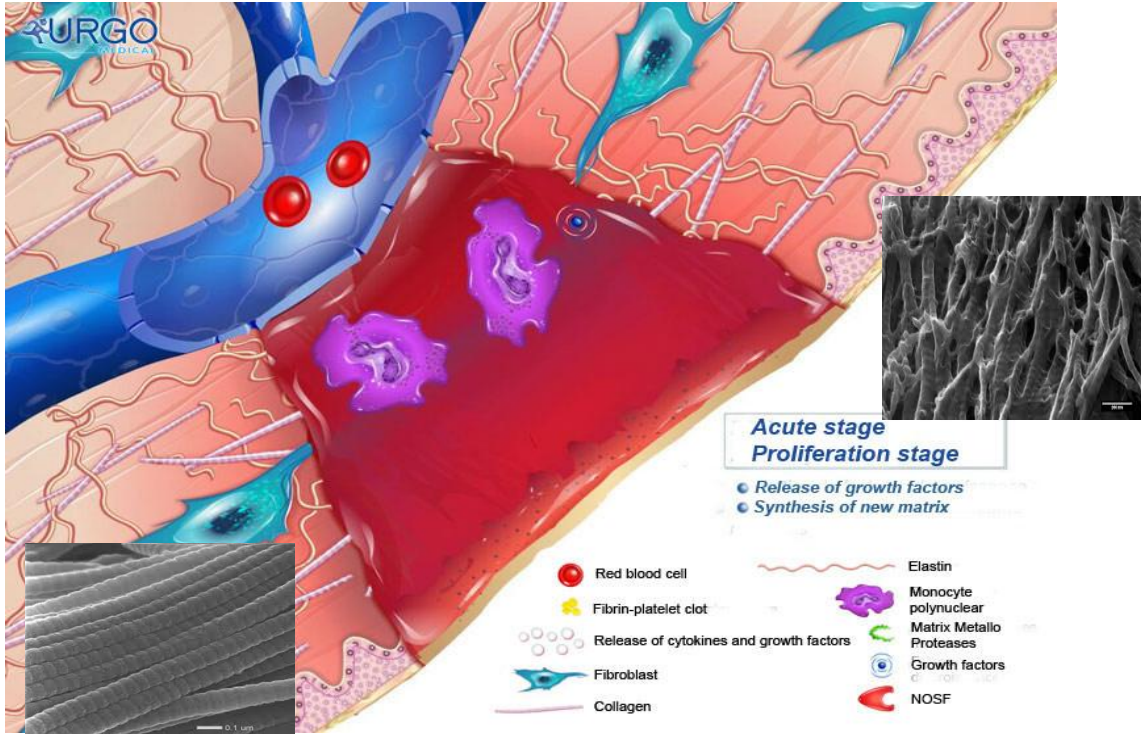 URGO
MEDICAL
Acute stage
Proliferation stage
Release of growth factors
Synthesis of new matrix
Red blood cell
Fibrin-platelet clot
Release of cytokines and growth factors
Fibroblast
Collagen
Elastin
Monocyte
polynuclear
Matrix Metallo
Proteases
Growth factors
NOSF
0.1 um